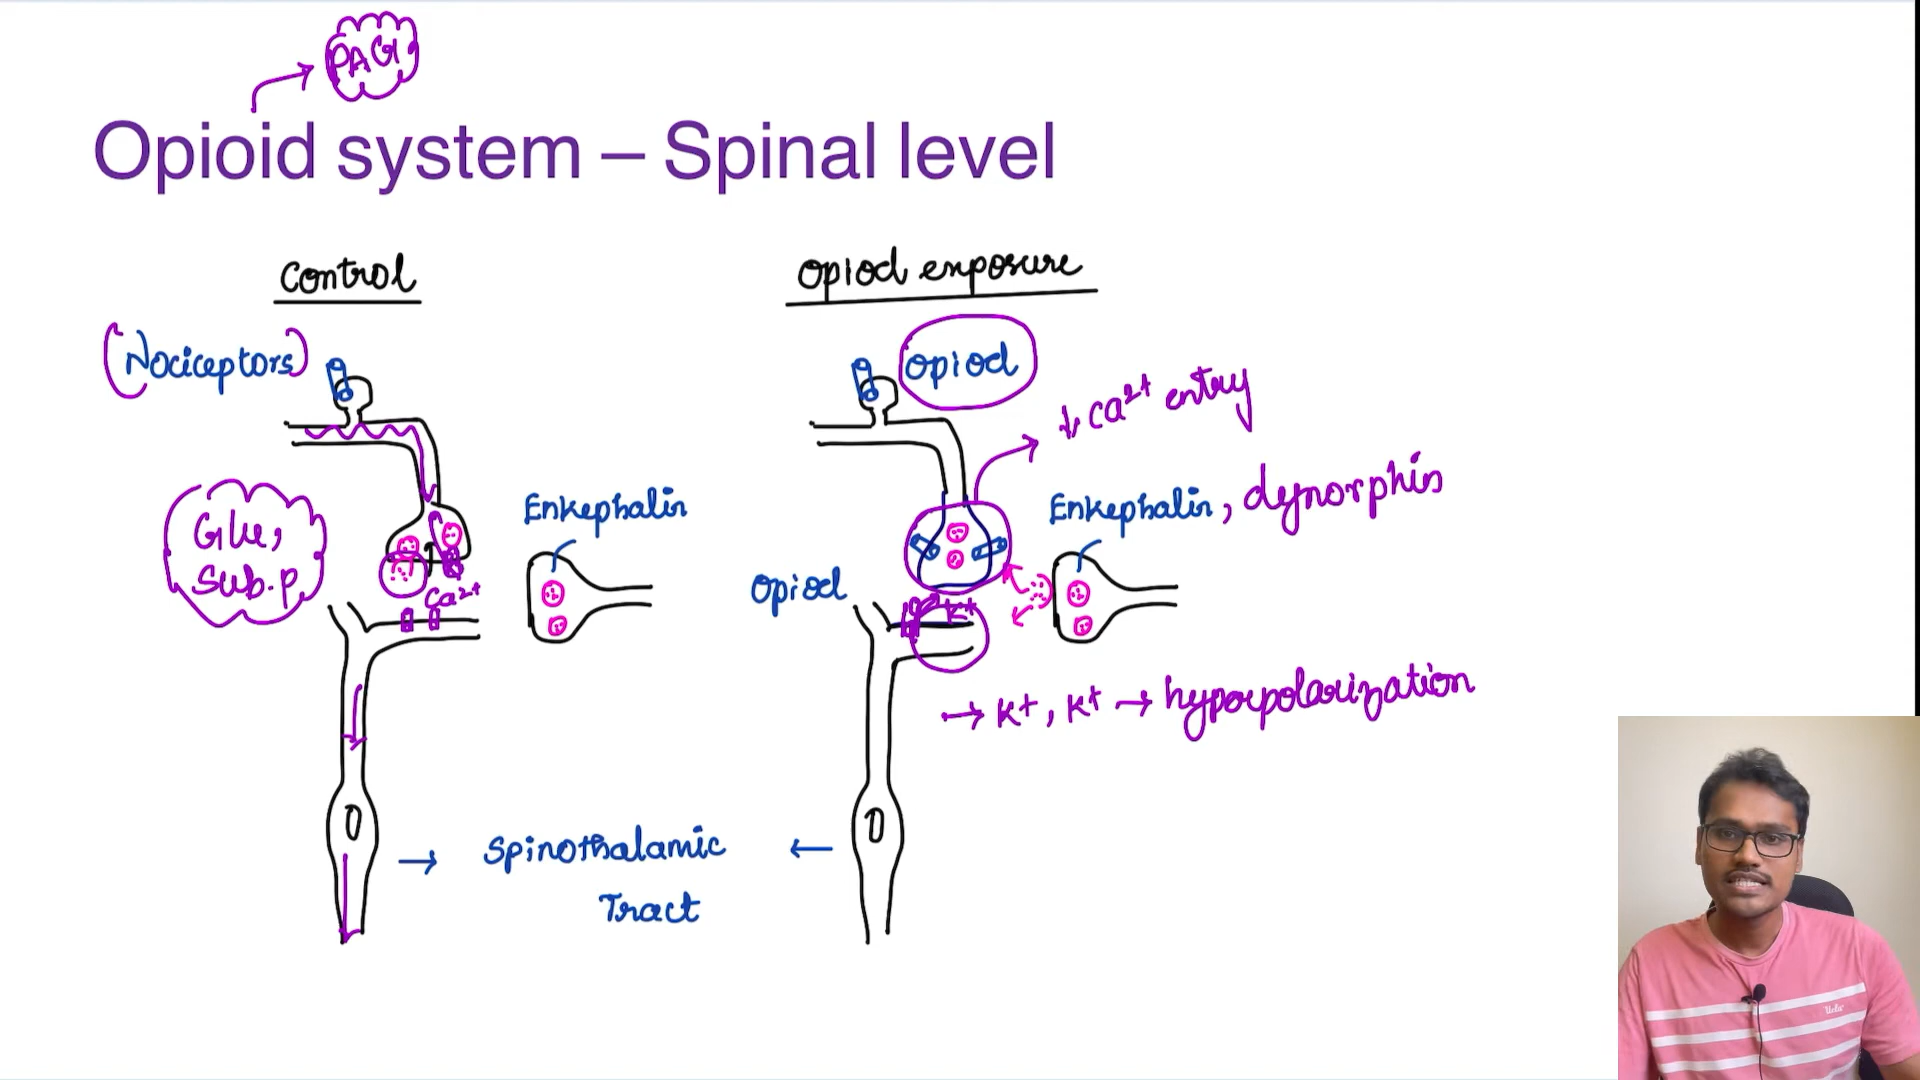 PAG
Opioid system – Spinal level
Control
Opiod exposure
(Nociceptors)
Opiod
↓ Ca²⁺ entry
Glu,
Sub.p
Ca²⁺
Enkephalin
Opiod
K⁺
Enkephalin, dynorphin
→ K⁺, K⁺ → hyperpolarization
→ Spinothalamic ←
Tract